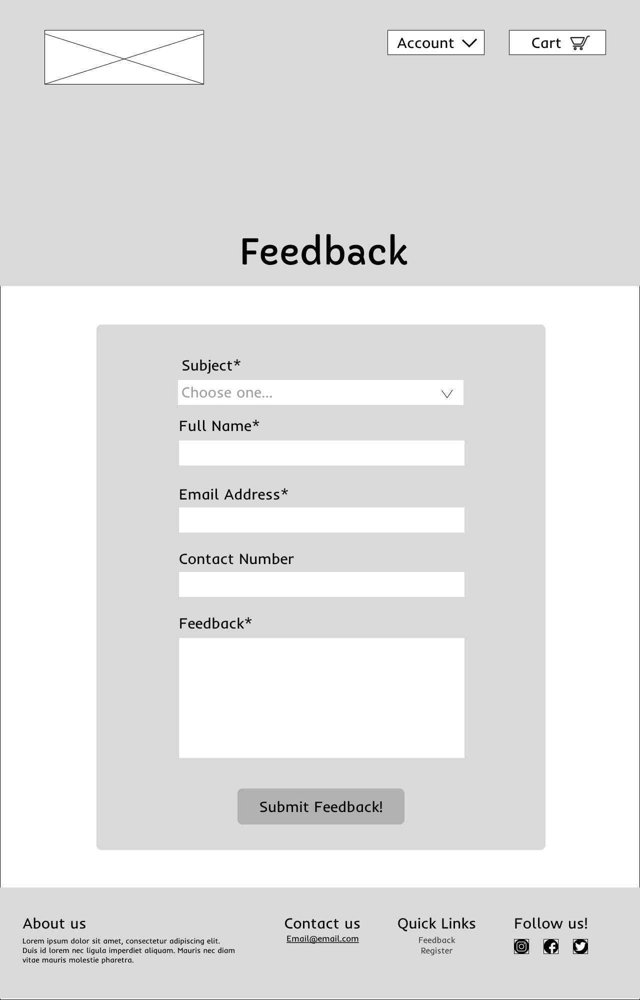 Account
Cart
Feedback
Subject*
Choose one...
Full Name*
Email Address*
Contact Number
Feedback*
Submit Feedback!
About us
Lorem ipsum dolor sit amet, consectetur adipiscing elit.
Duis id lorem nec ligula imperdiet aliquam. Mauris nec diam
vitae mauris molestie pharetra.
Contact us
Email@email.com
Quick Links
Feedback
Register
Follow us!